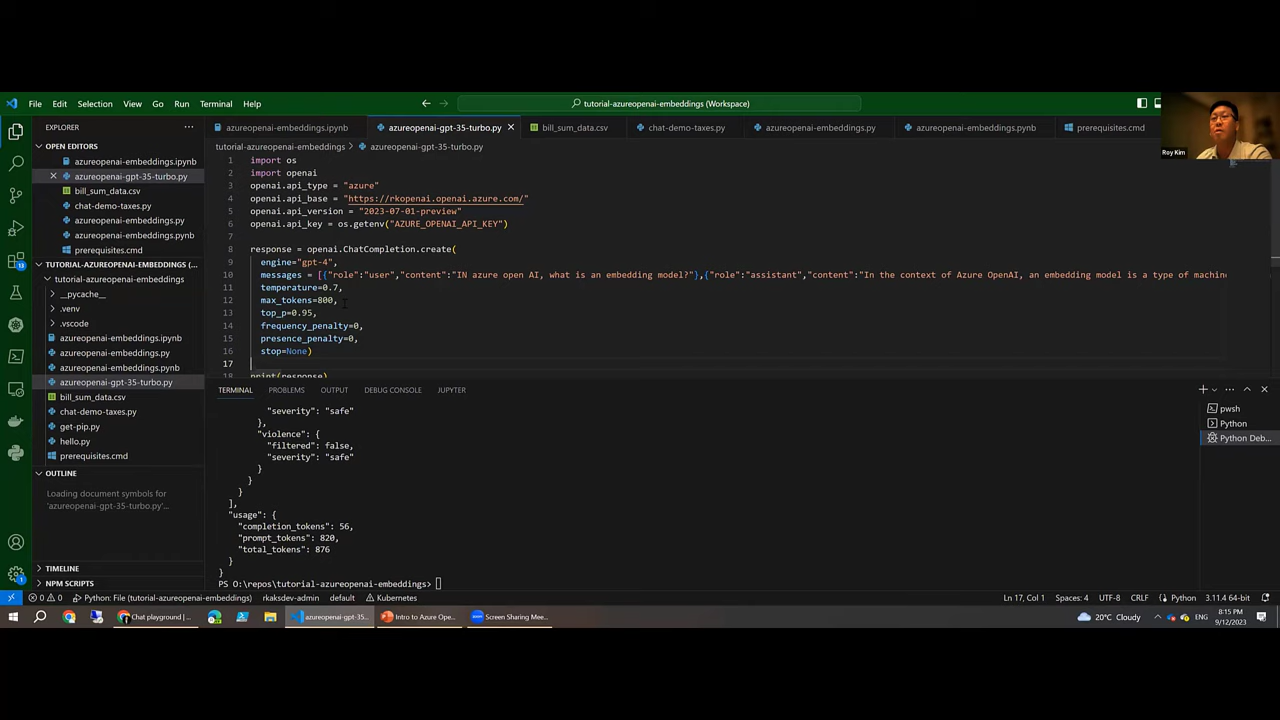 File Edit Selection View Go Run Terminal Help
tutorial-azureopenai-embeddings (Workspace)
Roy Kim
EXPLORER
OPEN EDITORS
azureopenai-embeddings.ipynb
azureopenai-gpt-35-turbo.py
bill_sum_data.csv
chat-demo-taxes.py
azureopenai-embeddings.py
azureopenai-embeddings.pynb
prerequisites.cmd
TUTORIAL-AZUREOPENAI-EMBEDDINGS (...
tutorial-azureopenai-embeddings
__pycache__
.venv
.vscode
azureopenai-embeddings.ipynb
azureopenai-embeddings.py
azureopenai-embeddings.pynb
azureopenai-gpt-35-turbo.py
bill_sum_data.csv
chat-demo-taxes.py
get-pip.py
hello.py
prerequisites.cmd
OUTLINE
Loading document symbols for
'azureopenai-gpt-35-turbo.py'...
TIMELINE
NPM SCRIPTS
azureopenai-embeddings.ipynb azureopenai-gpt-35-turbo.py bill_sum_data.csv chat-demo-taxes.py azureopenai-embeddings.py azureopenai-embeddings.pynb prerequisites.cmd
tutorial-azureopenai-embeddings > azureopenai-gpt-35-turbo.py
1 import os
2 import openai
3 openai.api_type = "azure"
4 openai.api_base = "https://rkopenai.openai.azure.com/"
5 openai.api_version = "2023-07-01-preview"
6 openai.api_key = os.getenv("AZURE_OPENAI_API_KEY")
7
8 response = openai.ChatCompletion.create(
9 engine="gpt-4",
10 messages = [{"role":"user","content":"IN azure open AI, what is an embedding model?"},{"role":"assistant","content":"In the context of Azure OpenAI, an embedding model is a type of machine
11 temperature=0.7,
12 max_tokens=800,
13 top_p=0.95,
14 frequency_penalty=0,
15 presence_penalty=0,
16 stop=None)
17
18 print(response)
TERMINAL PROBLEMS OUTPUT DEBUG CONSOLE JUPYTER
"severity": "safe"
},
"violence": {
"filtered": false,
"severity": "safe"
}
}
}
],
"usage": {
"completion_tokens": 56,
"prompt_tokens": 820,
"total_tokens": 876
}
}
PS O:\repos\tutorial-azureopenai-embeddings>
pwsh
Python
Python Deb...
0 0 Python: File (tutorial-azureopenai-embeddings) rkaksdev-admin default Kubernetes Ln 17, Col 1 Spaces: 4 UTF-8 CRLF Python 3.11.4 64-bit
Chat playground | ... azureopenai-gpt-35... Intro to Azure Ope... Screen Sharing Mee... 20°C Cloudy ENG 8:15 PM
9/12/2023